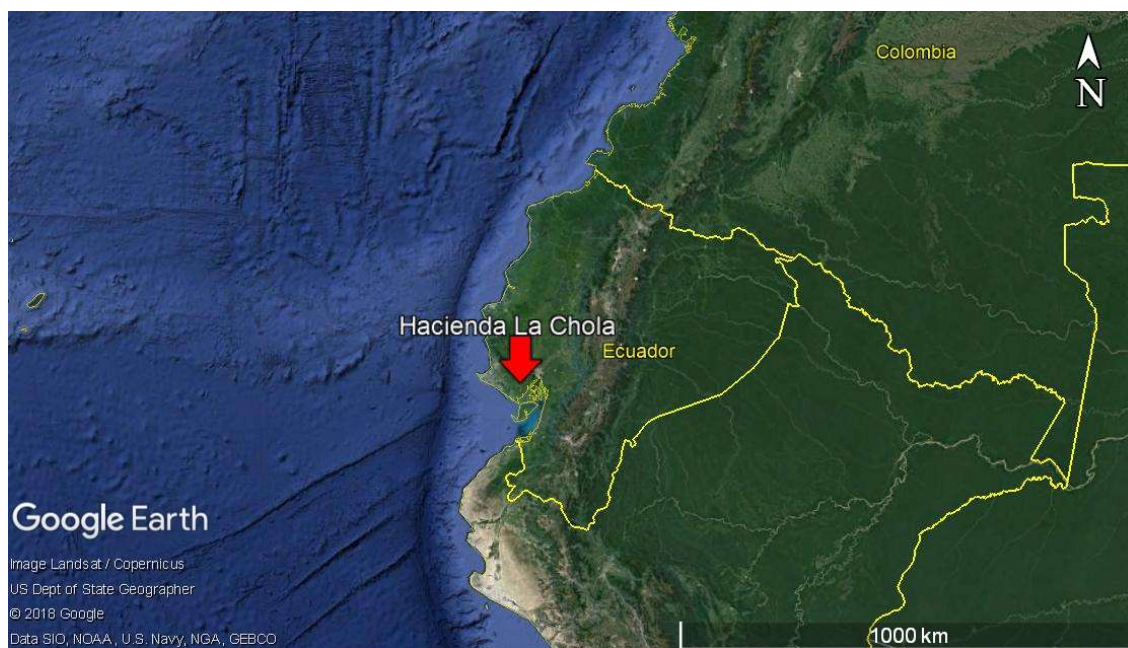 Colombia
N
Hacienda La Chola
Ecuador
Google Earth
Image Landsat / Copernicus
US Dept of State Geographer
© 2018 Google
Data SIO, NOAA, U.S. Navy, NGA, GEBCO
1000 km